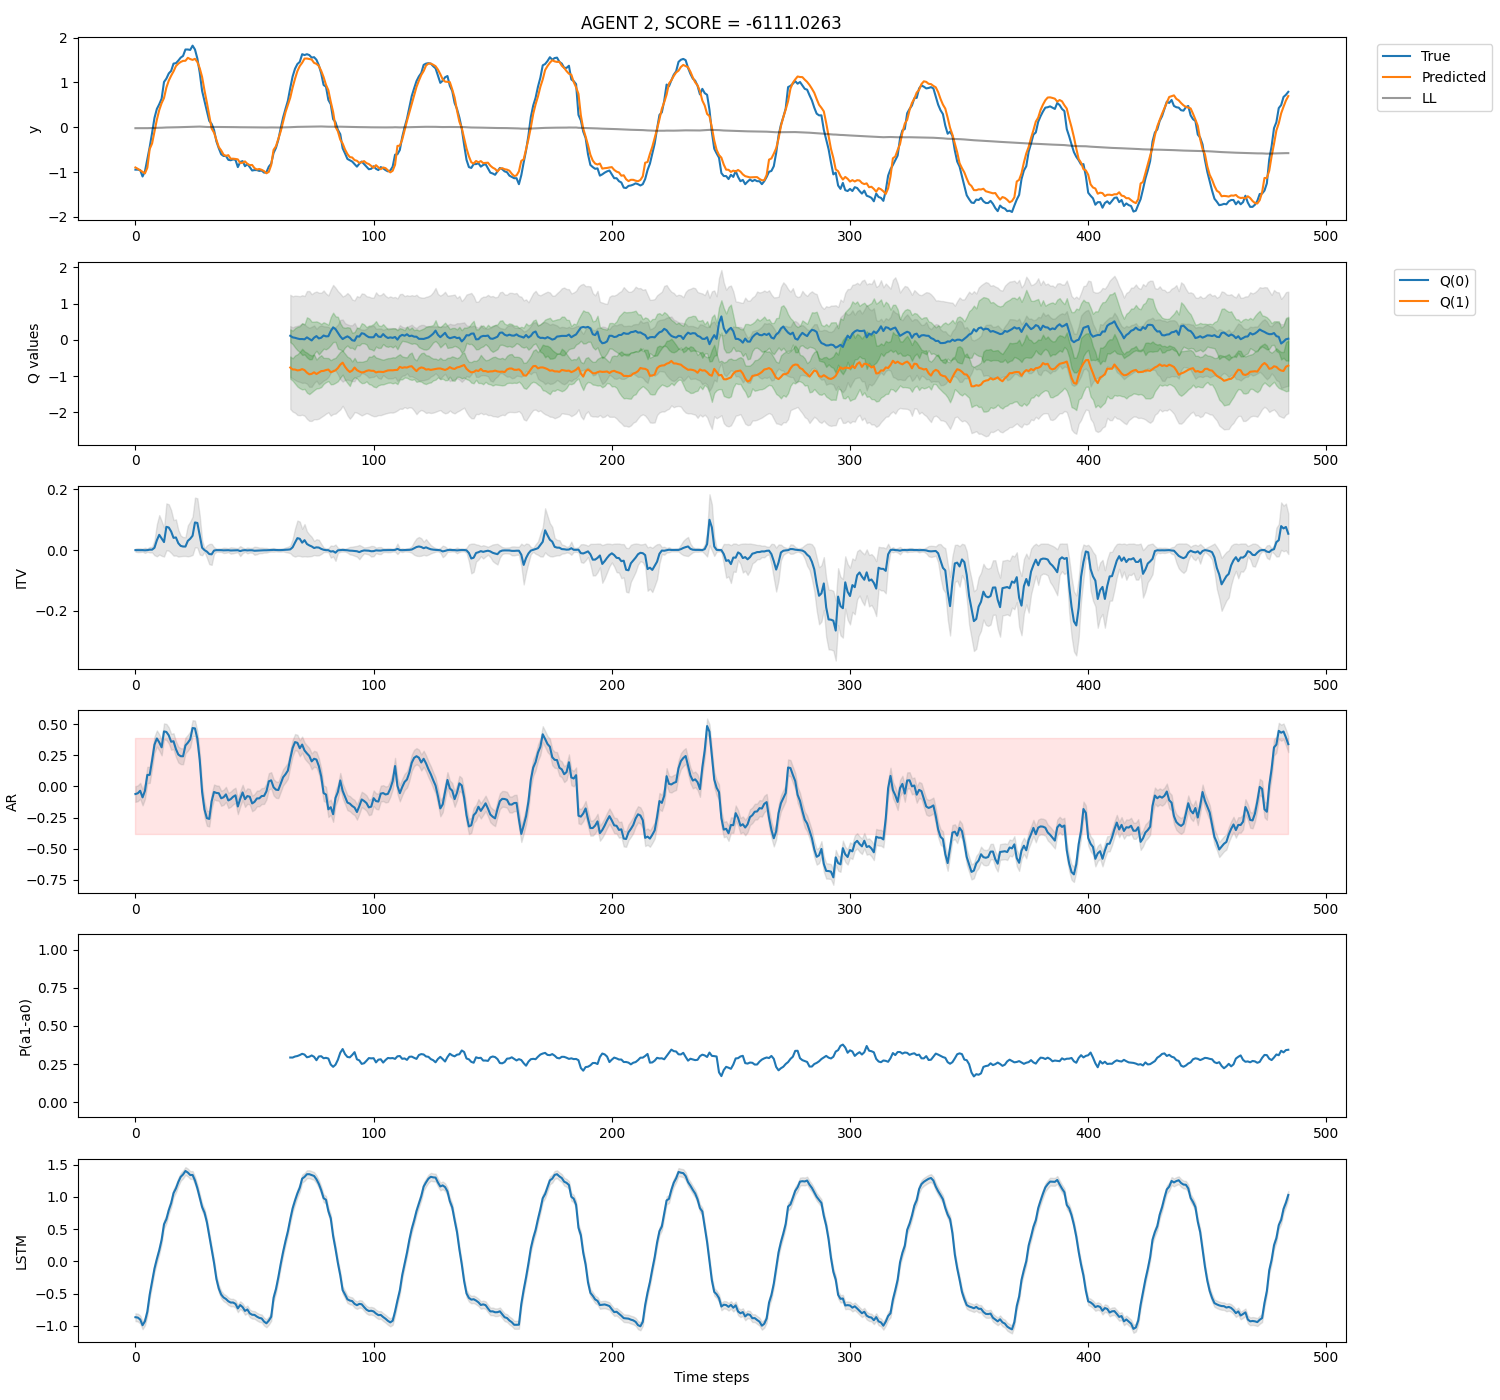 AGENT 2, SCORE = -6111.0263
2
1
0
−1
−2
y
0 100 200 300 400 500
True
Predicted
LL
2
1
0
−1
−2
Q values
0 100 200 300 400 500
Q(0)
Q(1)
0.2
0.0
−0.2
ITV
0 100 200 300 400 500
0.50
0.25
0.00
−0.25
−0.50
−0.75
AR
0 100 200 300 400 500
1.00
0.75
0.50
0.25
0.00
P(a1-a0)
0 100 200 300 400 500
1.5
1.0
0.5
0.0
−0.5
−1.0
LSTM
0 100 200 300 400 500
Time steps